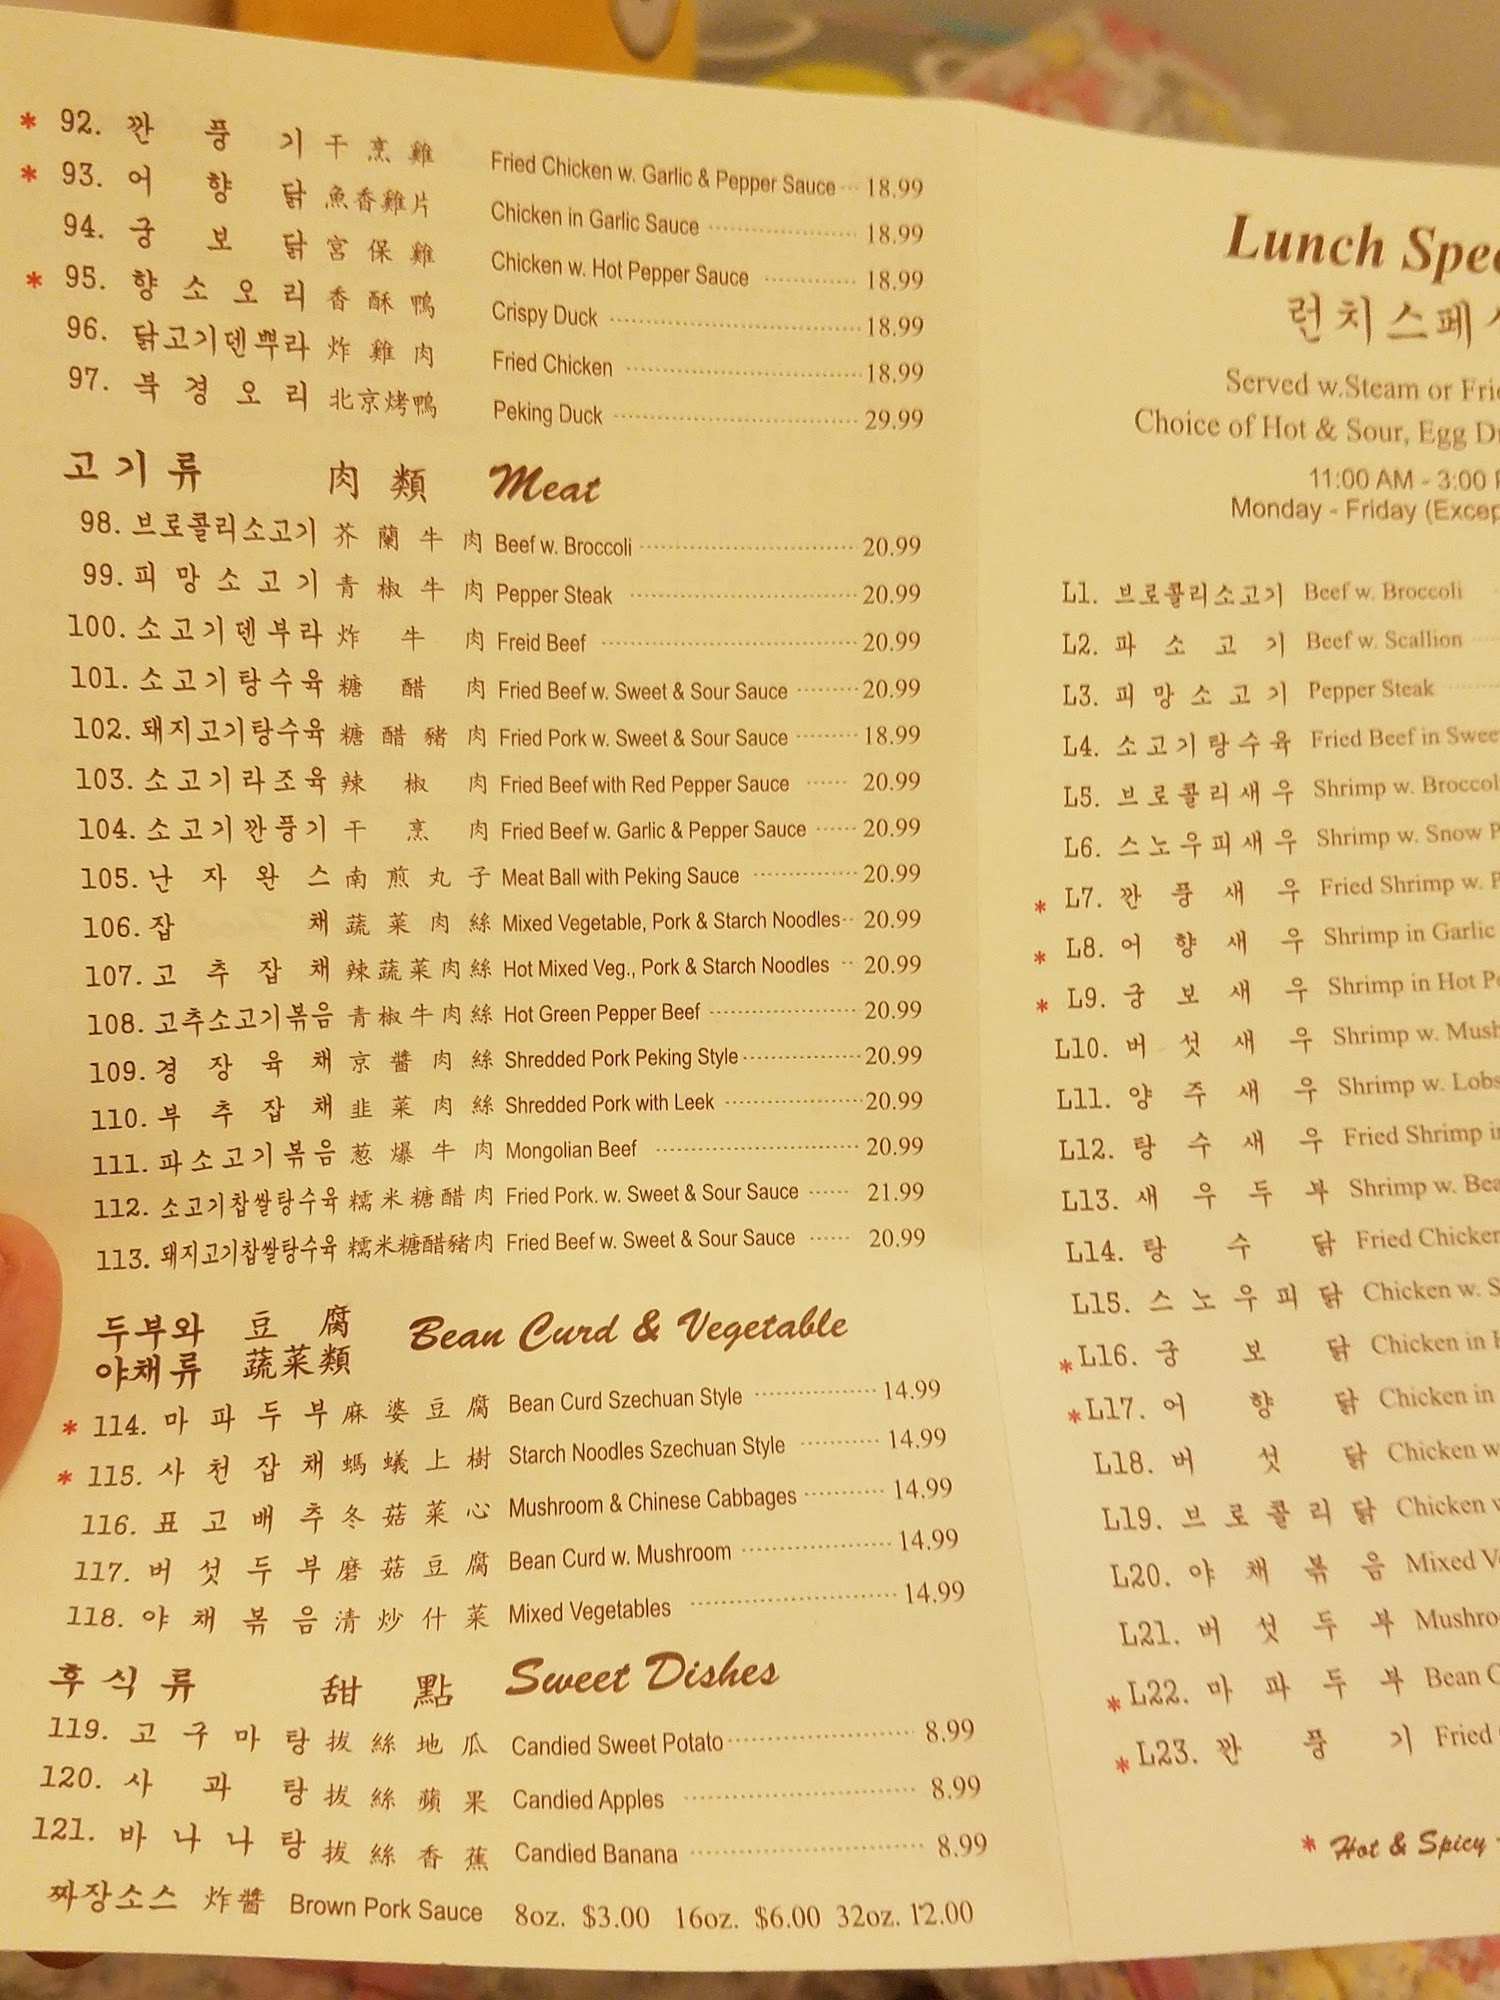 * 92. 깐 풍 기 干 烹 雞 Fried Chicken w. Garlic & Pepper Sauce 18.99
* 93. 어 향 닭 魚香雞片 Chicken in Garlic Sauce 18.99
94. 궁 보 닭 宮 保 雞 Chicken w. Hot Pepper Sauce 18.99
* 95. 향 소 오 리 香 酥 鴨 Crispy Duck 18.99
96. 닭고기덴뿌라 炸 雞 肉 Fried Chicken 18.99
97. 북 경 오 리 北京烤鴨 Peking Duck 29.99
고기류 肉 類 Meat
98. 브로콜리소고기 芥 蘭 牛 肉 Beef w. Broccoli 20.99
99. 피 망 소 고 기 青 椒 牛 肉 Pepper Steak 20.99
100. 소고기덴부라 炸 牛 肉 Freid Beef 20.99
101. 소고기탕수육 糖 醋 肉 Fried Beef w. Sweet & Sour Sauce 20.99
102. 돼지고기탕수육 糖 醋 豬 肉 Fried Pork w. Sweet & Sour Sauce 18.99
103. 소고기라조육 辣 椒 肉 Fried Beef with Red Pepper Sauce 20.99
104. 소고기깐풍기 干 烹 肉 Fried Beef w. Garlic & Pepper Sauce 20.99
105. 난 자 완 스 南 煎 丸 子 Meat Ball with Peking Sauce 20.99
106. 잡 채 蔬 菜 肉 絲 Mixed Vegetable, Pork & Starch Noodles 20.99
107. 고 추 잡 채 辣蔬菜肉絲 Hot Mixed Veg., Pork & Starch Noodles 20.99
108. 고추소고기볶음 青椒牛肉絲 Hot Green Pepper Beef 20.99
109. 경 장 육 채 京 醬 肉 絲 Shredded Pork Peking Style 20.99
110. 부 추 잡 채 韭 菜 肉 絲 Shredded Pork with Leek 20.99
111. 파소고기볶음 葱 爆 牛 肉 Mongolian Beef 20.99
112. 소고기찹쌀탕수육 糯米糖醋肉 Fried Pork. w. Sweet & Sour Sauce 21.99
113. 돼지고기찹쌀탕수육 糯米糖醋豬肉 Fried Beef w. Sweet & Sour Sauce 20.99
두부와 豆 腐 Bean Curd & Vegetable
야채류 蔬菜類
* 114. 마 파 두 부 麻 婆 豆 腐 Bean Curd Szechuan Style 14.99
* 115. 사 천 잡 채 螞 蟻 上 樹 Starch Noodles Szechuan Style 14.99
116. 표 고 배 추 冬 菇 菜 心 Mushroom & Chinese Cabbages 14.99
117. 버 섯 두 부 磨 菇 豆 腐 Bean Curd w. Mushroom 14.99
118. 야 채 볶 음 清 炒 什 菜 Mixed Vegetables 14.99
후식류 甜 點 Sweet Dishes
119. 고 구 마 탕 拔 絲 地 瓜 Candied Sweet Potato 8.99
120. 사 과 탕 拔 絲 蘋 果 Candied Apples 8.99
121. 바 나 나 탕 拔 絲 香 蕉 Candied Banana 8.99
짜장소스 炸醬 Brown Pork Sauce 8oz. $3.00 16oz. $6.00 32oz. 12.00
Lunch Spec
런치스페
Served w.Steam or Frie
Choice of Hot & Sour, Egg D
11:00 AM - 3:00
Monday - Friday (Excep
L1. 브로콜리소고기 Beef w. Broccoli
L2. 파 소 고 기 Beef w. Scallion
L3. 피 망 소 고 기 Pepper Steak
L4. 소고기탕수육 Fried Beef in Swee
L5. 브로콜리새우 Shrimp w. Broccol
L6. 스노우피새우 Shrimp w. Snow P
* L7. 깐 풍 새 우 Fried Shrimp w. P
* L8. 어 향 새 우 Shrimp in Garlic
* L9. 궁 보 새 우 Shrimp in Hot Pe
L10. 버 섯 새 우 Shrimp w. Mush
L11. 양 주 새 우 Shrimp w. Lobs
L12. 탕 수 새 우 Fried Shrimp in
L13. 새 우 두 부 Shrimp w. Bea
L14. 탕 수 닭 Fried Chicken
L15. 스 노 우 피 닭 Chicken w. S
* L16. 궁 보 닭 Chicken in H
* L17. 어 향 닭 Chicken in
L18. 버 섯 닭 Chicken w
L19. 브 로 콜 리 닭 Chicken w
L20. 야 채 볶 음 Mixed Ve
L21. 버 섯 두 부 Mushro
* L22. 마 파 두 부 Bean C
* L23. 깐 풍 기 Fried
* Hot & Spicy